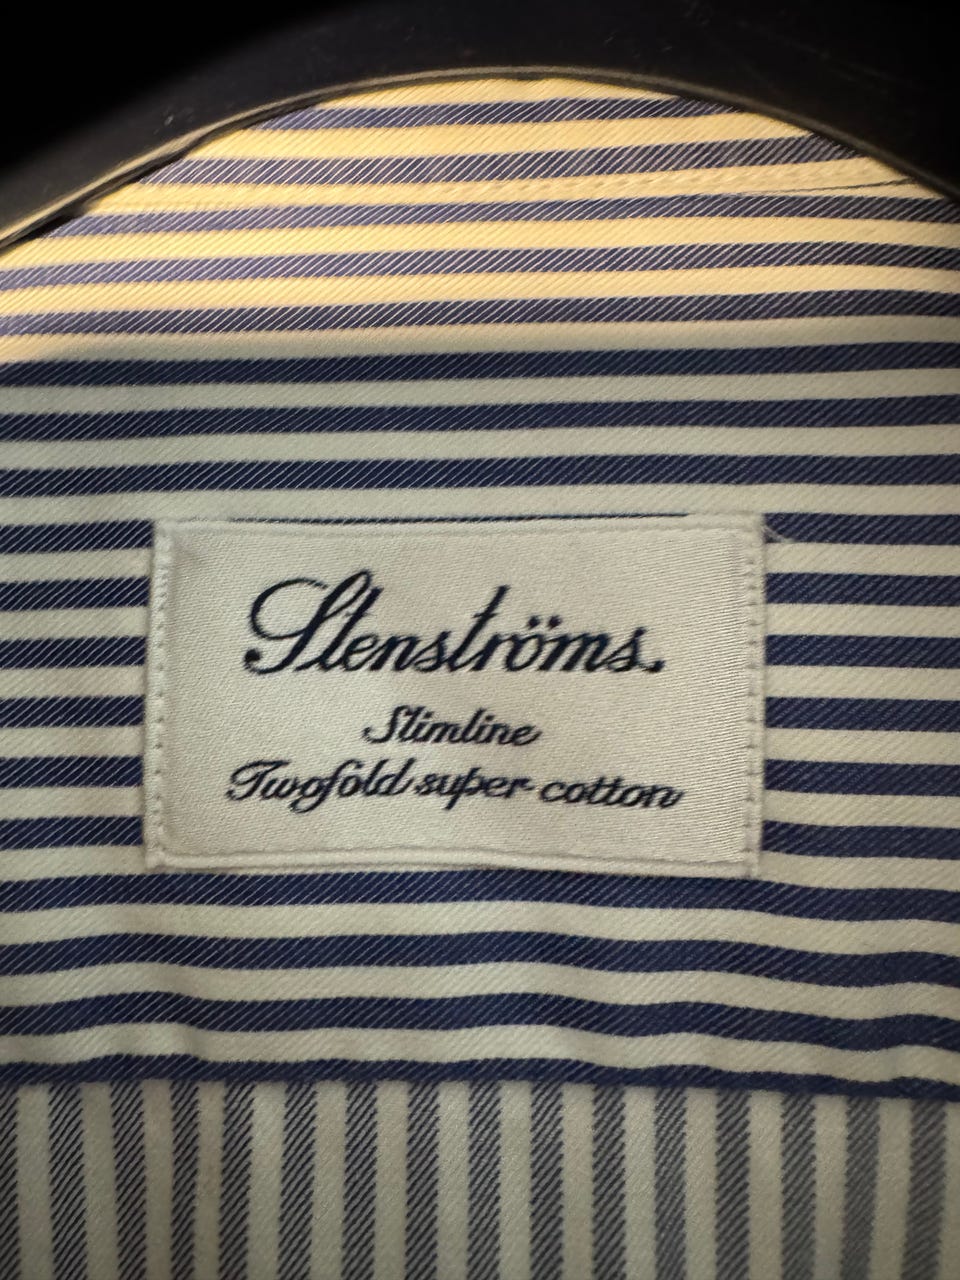 Stenströms.
Slimline
Twofold super cotton